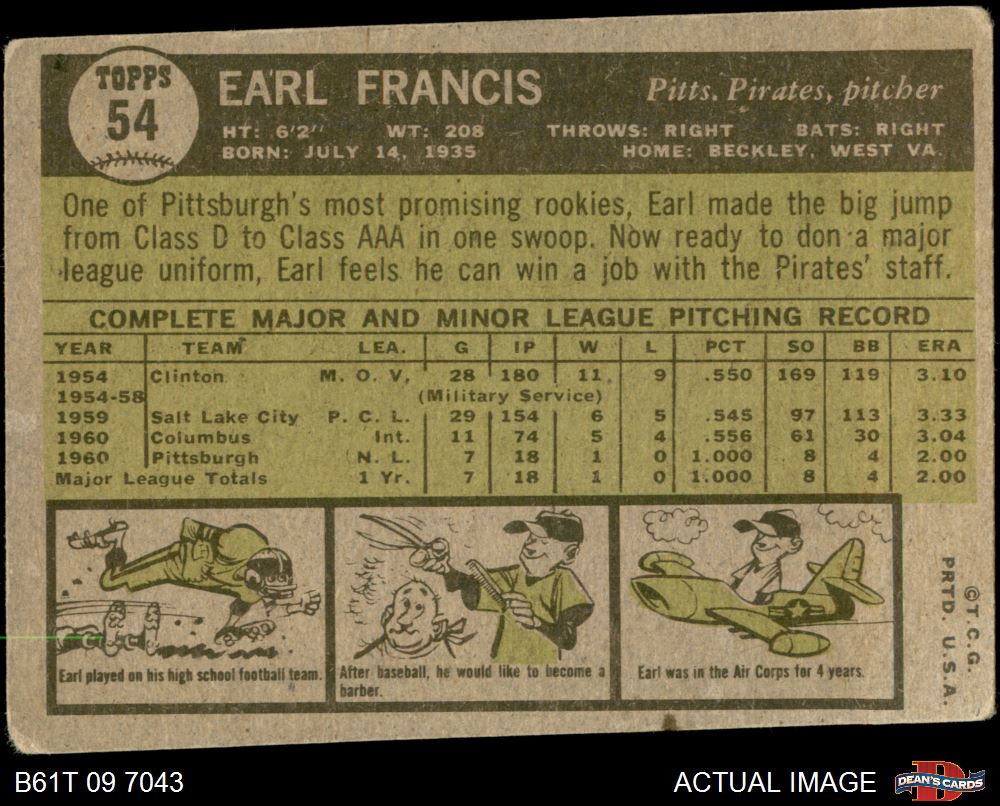 TOPPS
54
EARL FRANCIS
Pitts. Pirates, pitcher
HT: 6'2" WT: 208 THROWS: RIGHT BATS: RIGHT
BORN: JULY 14, 1935 HOME: BECKLEY, WEST VA.
One of Pittsburgh's most promising rookies, Earl made the big jump
from Class D to Class AAA in one swoop. Now ready to don a major
league uniform, Earl feels he can win a job with the Pirates' staff.
COMPLETE MAJOR AND MINOR LEAGUE PITCHING RECORD
YEAR TEAM LEA. G IP W L PCT SO BB ERA
1954 Clinton M. O. V. 28 180 11 9 .550 169 119 3.10
1954-58 (Military Service)
1959 Salt Lake City P. C. L. 29 154 6 5 .545 97 113 3.33
1960 Columbus Int. 11 74 5 4 .556 61 30 3.04
1960 Pittsburgh N. L. 7 18 1 0 1.000 8 4 2.00
Major League Totals 1 Yr. 7 18 1 0 1.000 8 4 2.00
Earl played on his high school football team.
After baseball, he would like to become a
barber.
Earl was in the Air Corps for 4 years.
©T.C.G.
PRTD. U.S.A.
B61T 09 7043
ACTUAL IMAGE
D
DEAN'S CARDS